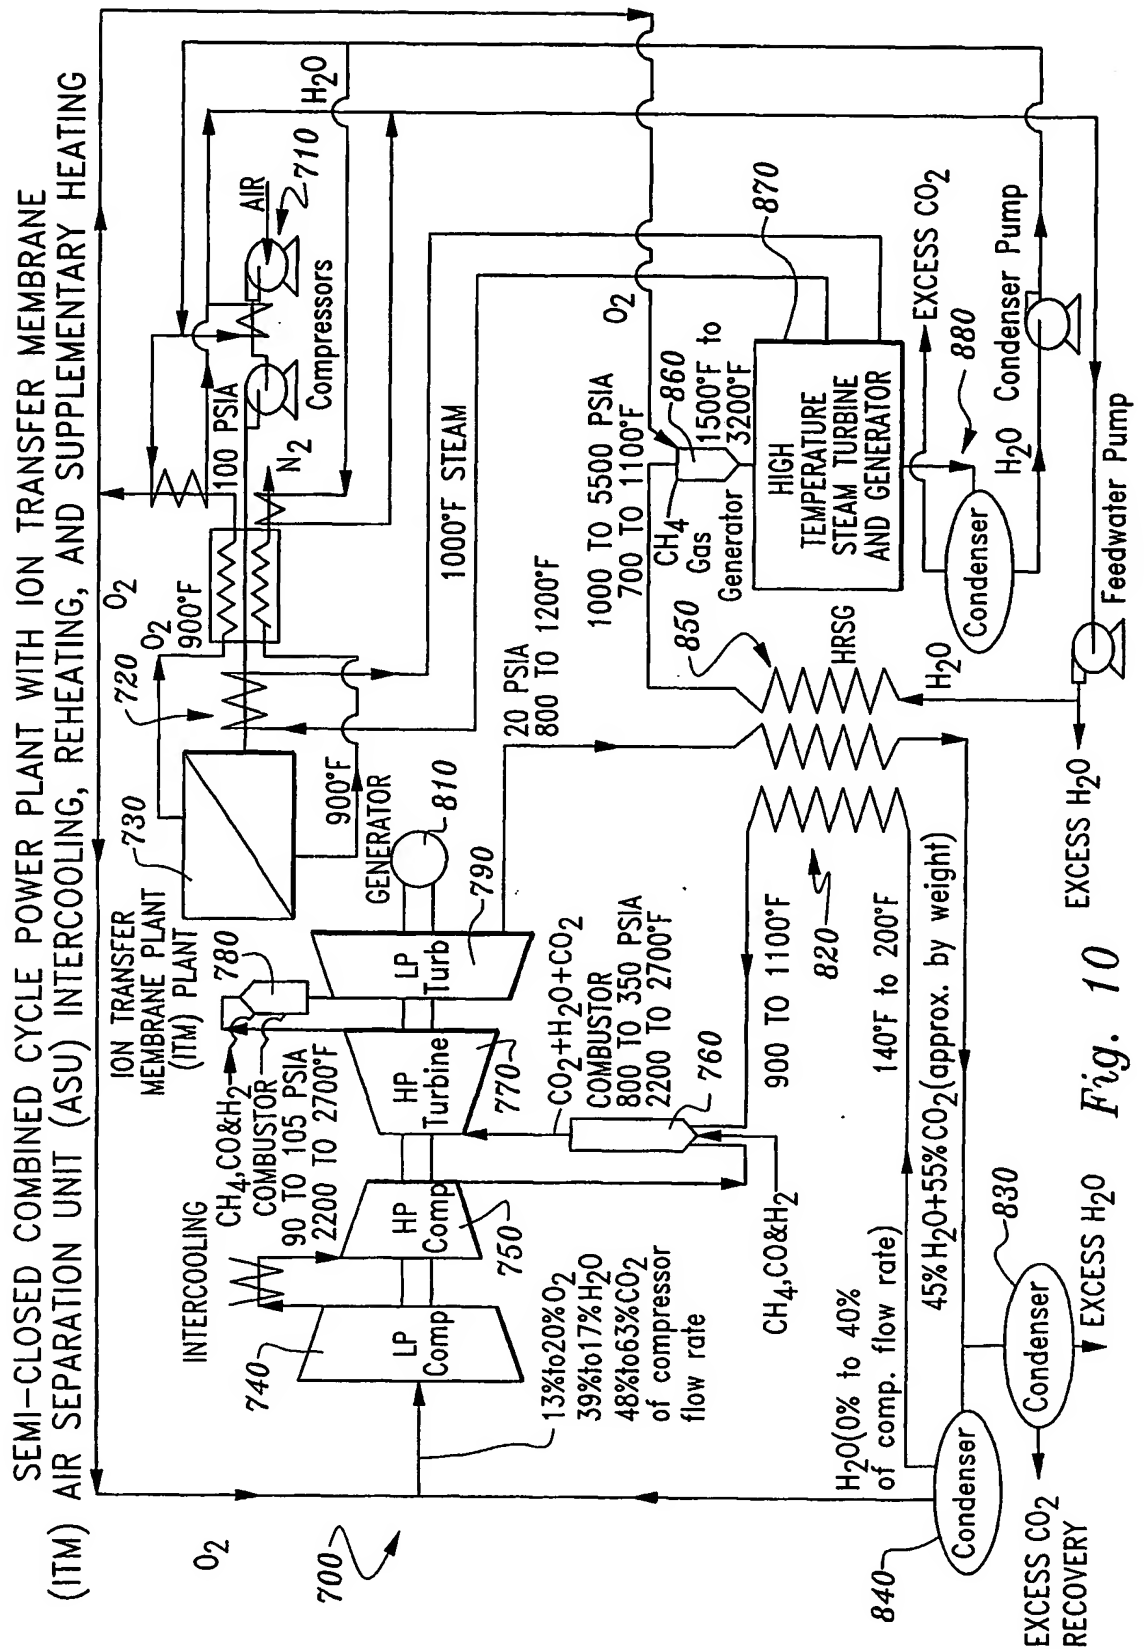 SEMI-CLOSED COMBINED CYCLE POWER PLANT WITH ION TRANSFER MEMBRANE
(ITM) AIR SEPARATION UNIT (ASU) INTERCOOLING, REHEATING, AND SUPPLEMENTARY HEATING
O2
700
740
INTERCOOLING
LP
Comp
HP
Comp
750
13%to20%O2
39%to17%H2O
48%to63%CO2
of compressor
flow rate
CH4,CO&H2
COMBUSTOR
90 TO 105 PSIA
2200 TO 2700°F
780
HP
Turbine
770
LP
Turb
790
GENERATOR
810
CO2+H2O+CO2
COMBUSTOR
800 TO 350 PSIA
2200 TO 2700°F
760
CH4,CO&H2
ION TRANSFER
MEMBRANE PLANT
(ITM) PLANT
730
720
900°F
O2
O2
900°F
100 PSIA
N2
Compressors
AIR
710
H2O
1000°F STEAM
20 PSIA
800 TO 1200°F
1000 TO 5500 PSIA
700 TO 1100°F
O2
CH4
Gas
Generator
860
1500°F to
3200°F
HIGH
TEMPERATURE
STEAM TURBINE
AND GENERATOR
870
EXCESS CO2
880
Condenser
H2O Condenser Pump
Feedwater Pump
850
HRSG
H2O
EXCESS H2O
820
900 TO 1100°F
140°F to 200°F
H2O(0% to 40%
of comp. flow rate)
45%H2O+55%CO2(approx. by weight)
830
Condenser
EXCESS H2O
840
Condenser
EXCESS CO2
RECOVERY
Fig. 10